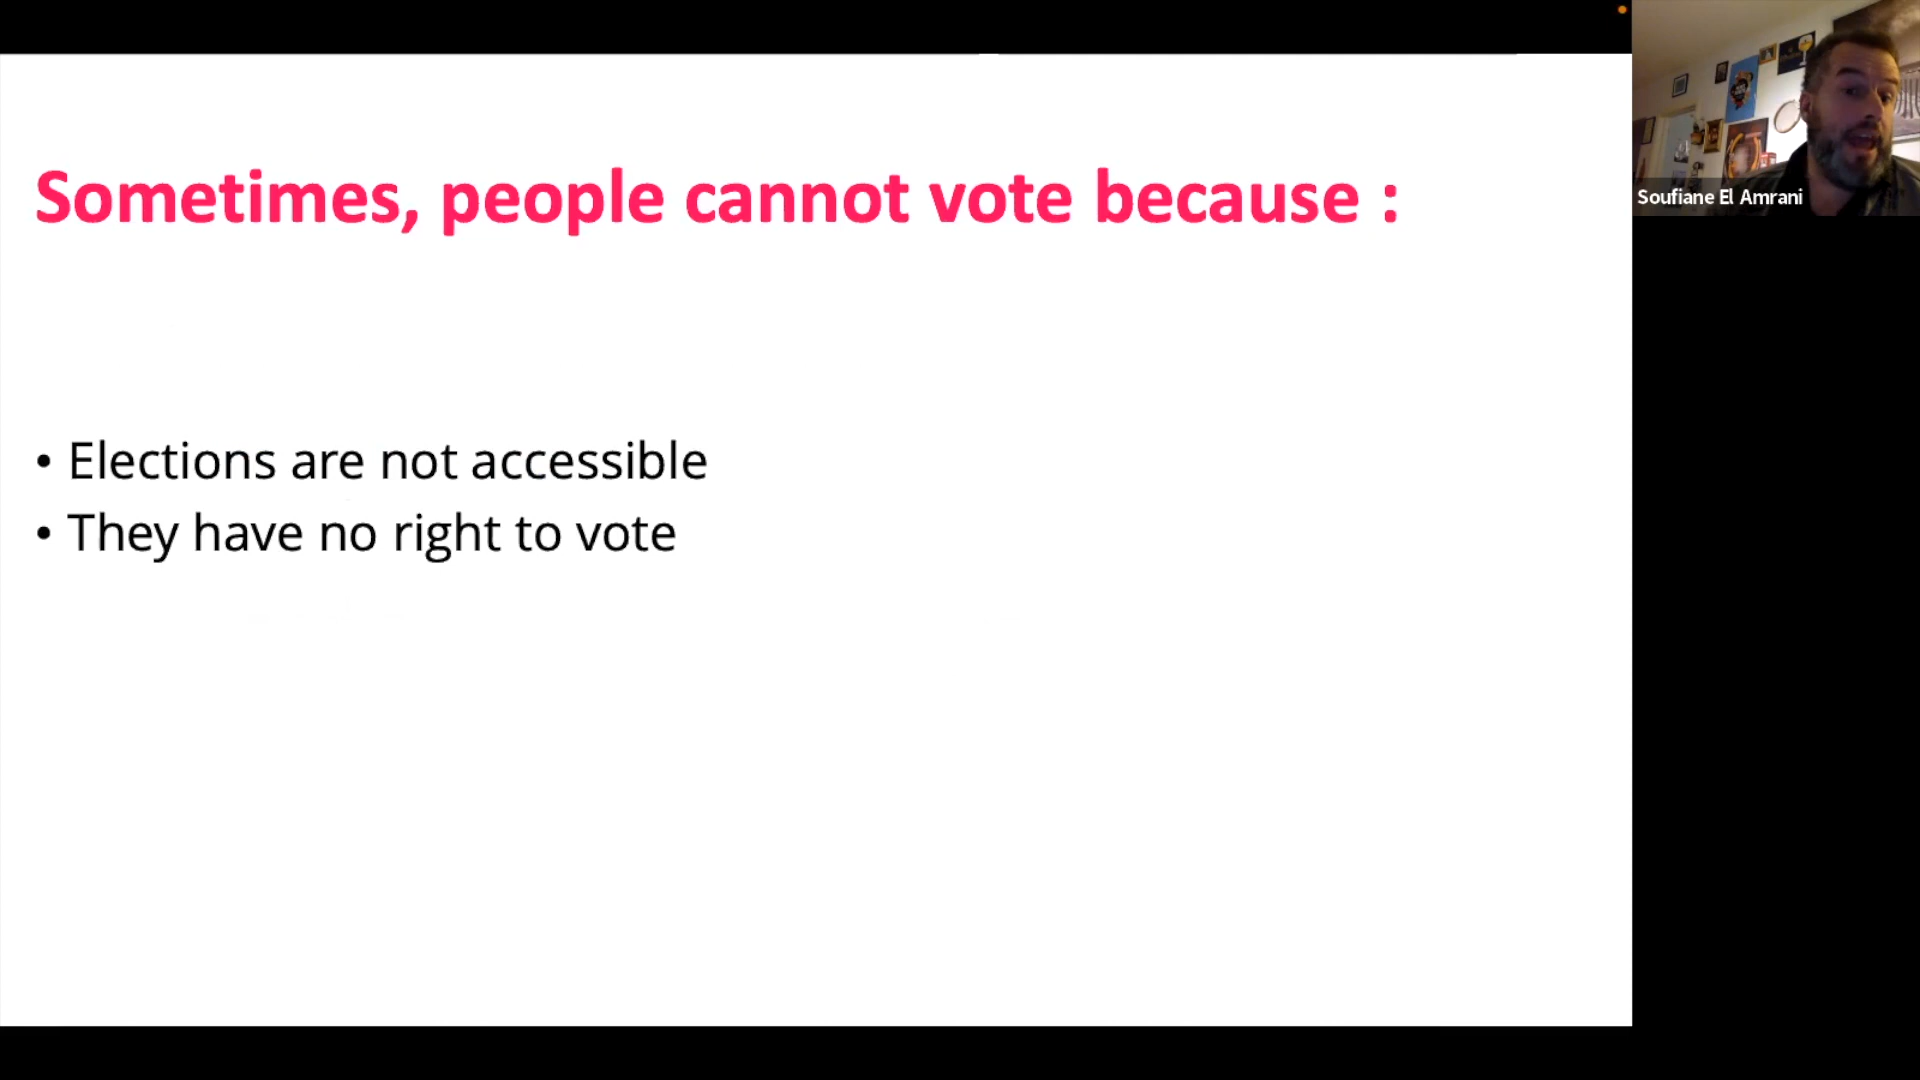 Sometimes, people cannot vote because :
• Elections are not accessible
• They have no right to vote
Soufiane El Amrani